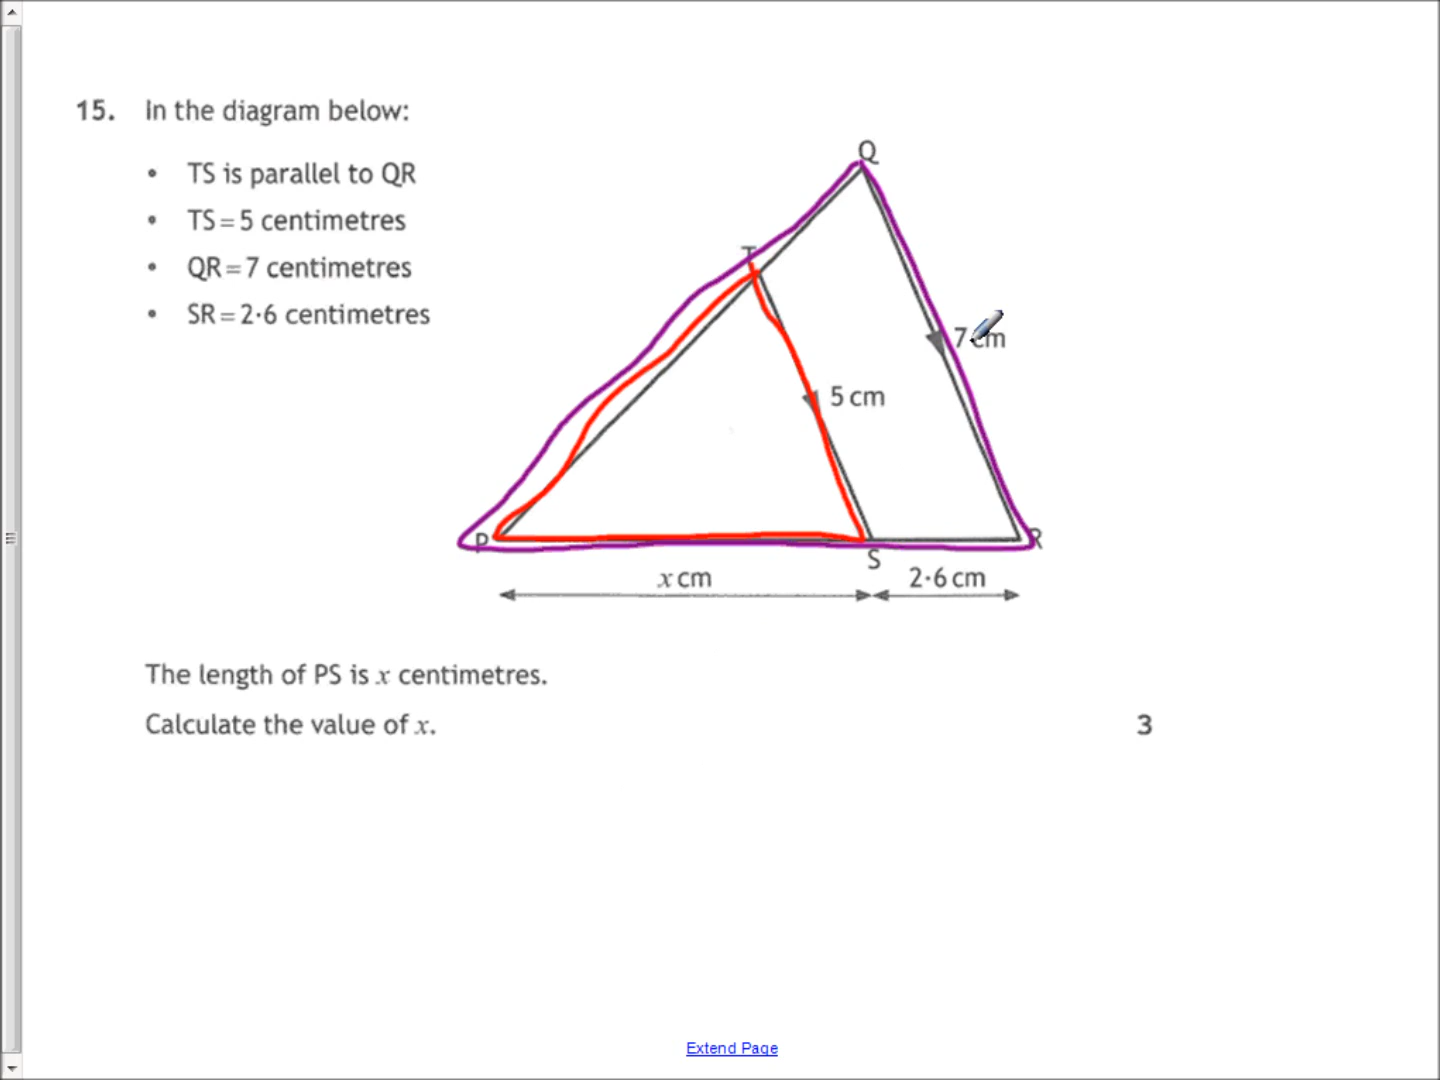 15. In the diagram below:
• TS is parallel to QR
• TS = 5 centimetres
• QR = 7 centimetres
• SR = 2·6 centimetres
Q
T
7 cm
5 cm
P
R
S
x cm
2·6 cm
The length of PS is x centimetres.
Calculate the value of x.
3
Extend Page